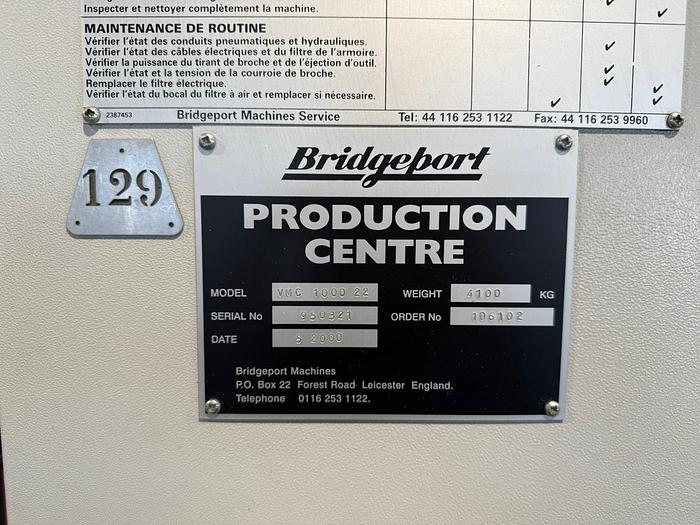 Inspecter et nettoyer complètement la machine.
MAINTENANCE DE ROUTINE
Vérifier l'état des conduits pneumatiques et hydrauliques.
Vérifier l'état des câbles électriques et du filtre de l'armoire.
Vérifier la puissance du tirant de broche et de l'éjection d'outil.
Vérifier l'état et la tension de la courroie de broche.
Remplacer le filtre électrique.
Vérifier l'état du bocal du filtre à air et remplacer si nécessaire.
2387453 Bridgeport Machines Service Tel: 44 116 253 1122 Fax: 44 116 253 9960
129
Bridgeport
PRODUCTION
CENTRE
MODEL VMC 1000 22 WEIGHT 4100 KG
SERIAL No 950321 ORDER No 106102
DATE 3 2000
Bridgeport Machines
P.O. Box 22 Forest Road Leicester England.
Telephone 0116 253 1122.